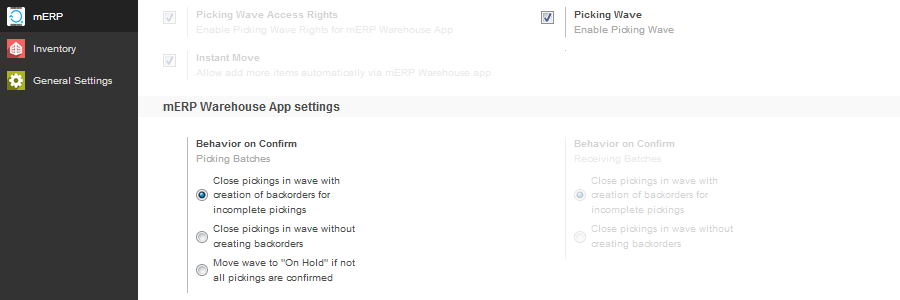 mERP
Inventory
General Settings
Picking Wave Access Rights
Enable Picking Wave Rights for mERP Warehouse App
Picking Wave
Enable Picking Wave
Instant Move
Allow add more items automatically via mERP Warehouse app
mERP Warehouse App settings
Behavior on Confirm
Picking Batches
Close pickings in wave with
creation of backorders for
incomplete pickings
Close pickings in wave without
creating backorders
Move wave to "On Hold" if not
all pickings are confirmed
Behavior on Confirm
Receiving Batches
Close pickings in wave with
creation of backorders for
incomplete pickings
Close pickings in wave without
creating backorders